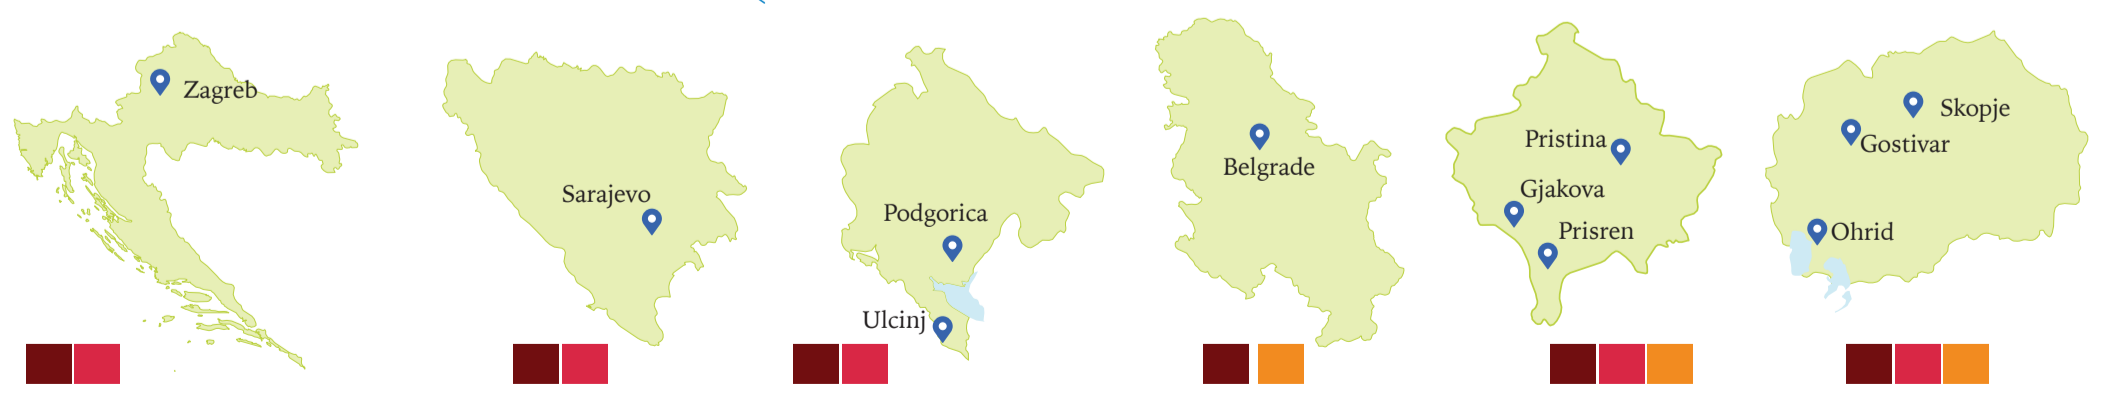 Zagreb
Sarajevo
Podgorica
Ulcinj
Belgrade
Pristina
Gjakova
Prisren
Skopje
Gostivar
Ohrid